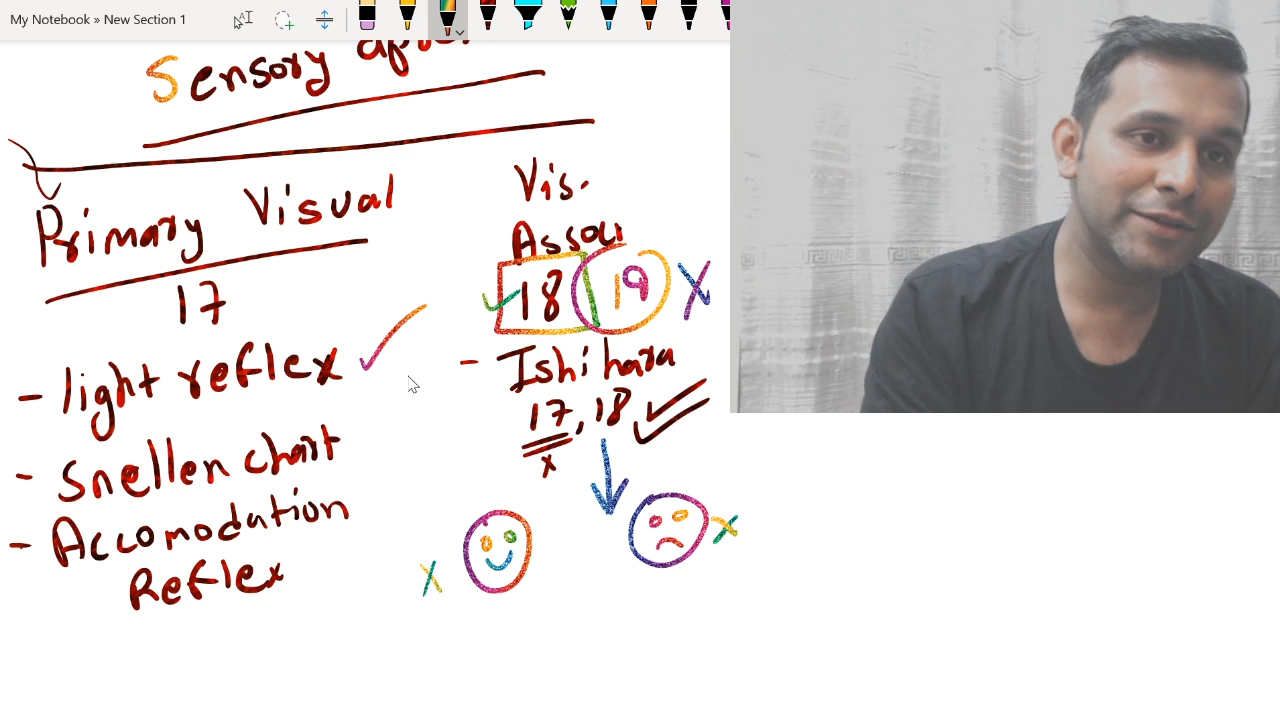 My Notebook » New Section 1
Sensory
Primary Visual
17
- light reflex
- Snellen chart
- Accomodation
Reflex
Vis.
Assou
18 19 X
- Ishihara
17, 18
x
X
X